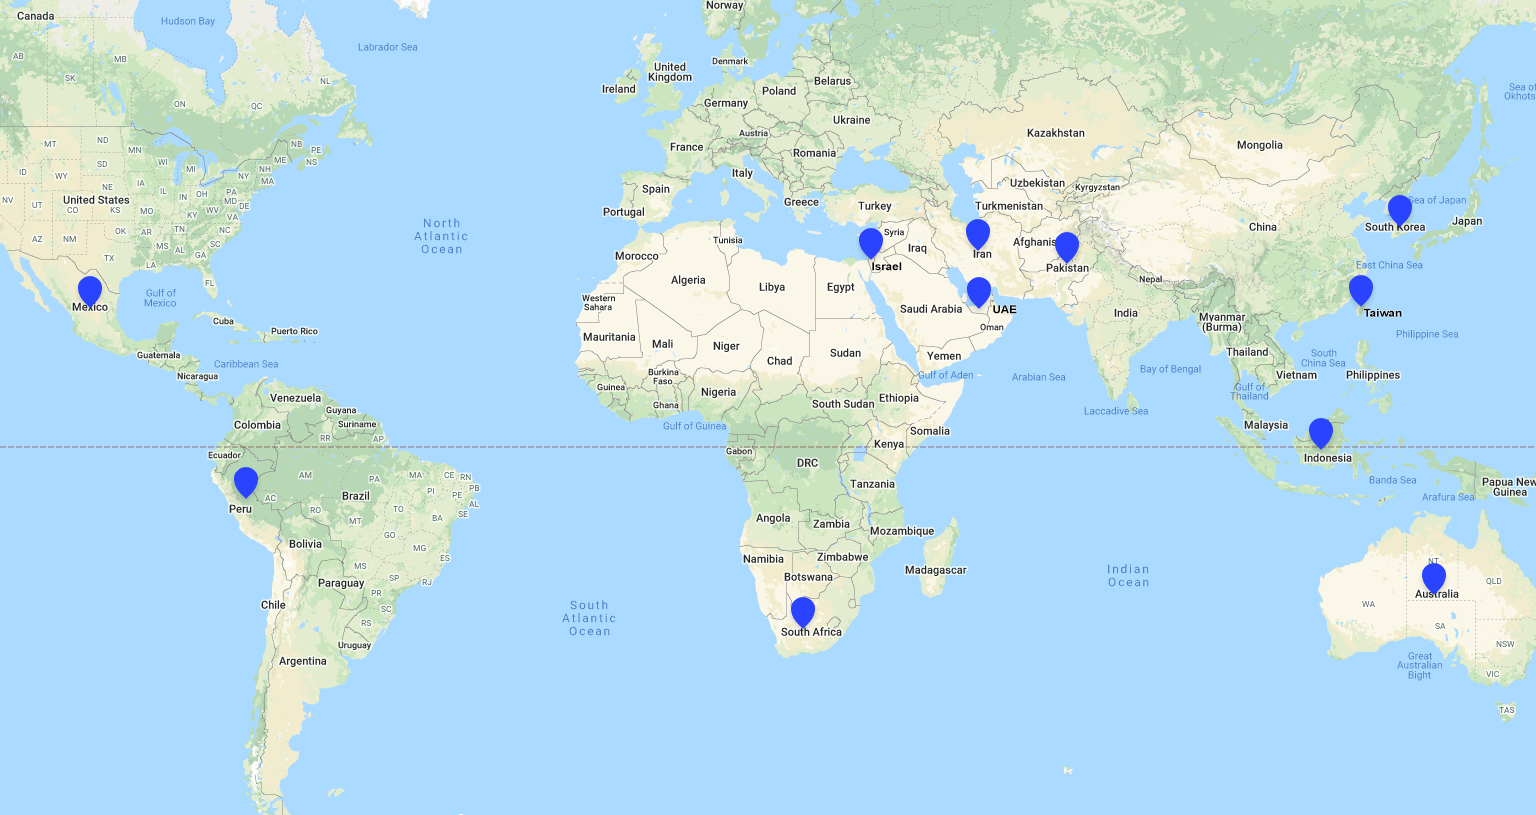 Canada
Hudson Bay
Labrador Sea
Norway
Denmark
United
Kingdom
Ireland
Belarus
Poland
Germany
Ukraine
Austria
France
Romania
Italy
Spain
Portugal
Greece
Turkey
Kazakhstan
Mongolia
Uzbekistan
Kyrgyzstan
Turkmenistan
Sea of
Okhots
AB
SK
MB
ON
QC
NL
NB
PE
NS
ME
MT
ND
MN
SD
WI
MI
ID
WY
IA
NE
NY
NH
MA
NV
UT
United States
CO
KS
MO
IL
IN
OH
PA
MD
DE
NJ
WV
VA
KY
AZ
NM
OK
AR
TN
NC
SC
MS
AL
GA
TX
LA
FL
North
Atlantic
Ocean
Mexico
Gulf of
Mexico
Cuba
Puerto Rico
Guatemala
Caribbean Sea
Nicaragua
Tunisia
Morocco
Algeria
Libya
Egypt
Western
Sahara
Mauritania
Mali
Niger
Chad
Sudan
Syria
Iraq
Israel
Iran
Afghanis
Pakistan
Saudi Arabia
UAE
Oman
Yemen
Nepal
India
China
Sea of Japan
South Korea
Japan
East China Sea
Taiwan
Philippine Sea
Myanmar
(Burma)
Thailand
South
China Sea
Vietnam
Philippines
Bay of Bengal
Gulf of
Thailand
Arabian Sea
Laccadive Sea
Gulf of Aden
Burkina
Faso
Guinea
Ghana
Nigeria
South Sudan
Ethiopia
Gulf of Guinea
Somalia
Kenya
Gabon
DRC
Tanzania
Malaysia
Indonesia
Banda Sea
Arafura Sea
Papua New
Guinea
Venezuela
Guyana
Suriname
Colombia
RR
AP
Ecuador
AM
PA
MA
CE
RN
PB
PI
PE
AL
SE
Peru
AC
Brazil
RO
TO
BA
MT
GO
Bolivia
MG
ES
MS
SP
RJ
Paraguay
PR
SC
Chile
RS
Uruguay
Argentina
South
Atlantic
Ocean
Angola
Zambia
Mozambique
Namibia
Zimbabwe
Botswana
Madagascar
South Africa
Indian
Ocean
NT
QLD
Australia
WA
SA
NSW
Great
Australian
Bight
VIC
TAS